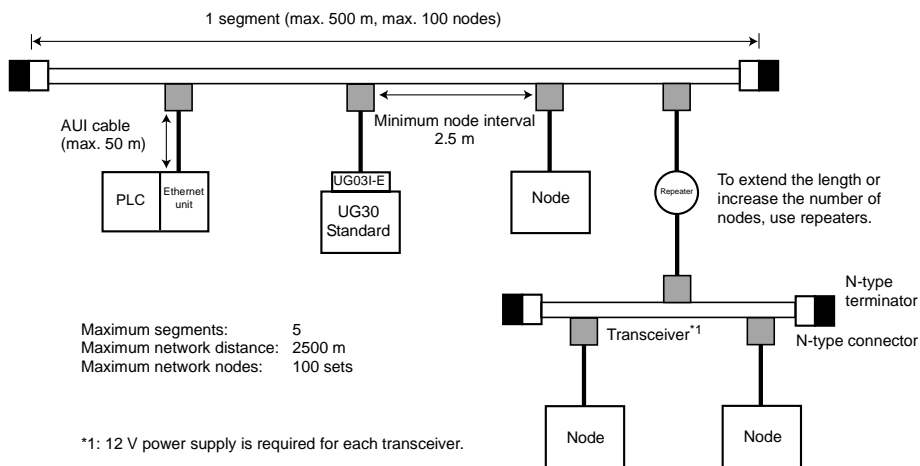 1 segment (max. 500 m, max. 100 nodes)
AUI cable
(max. 50 m)
Minimum node interval
2.5 m
PLC
Ethernet
unit
UG03I-E
UG30
Standard
Node
Repeater
To extend the length or
increase the number of
nodes, use repeaters.
N-type
terminator
Transceiver*1
N-type connector
Maximum segments: 5
Maximum network distance: 2500 m
Maximum network nodes: 100 sets
Node
Node
*1: 12 V power supply is required for each transceiver.